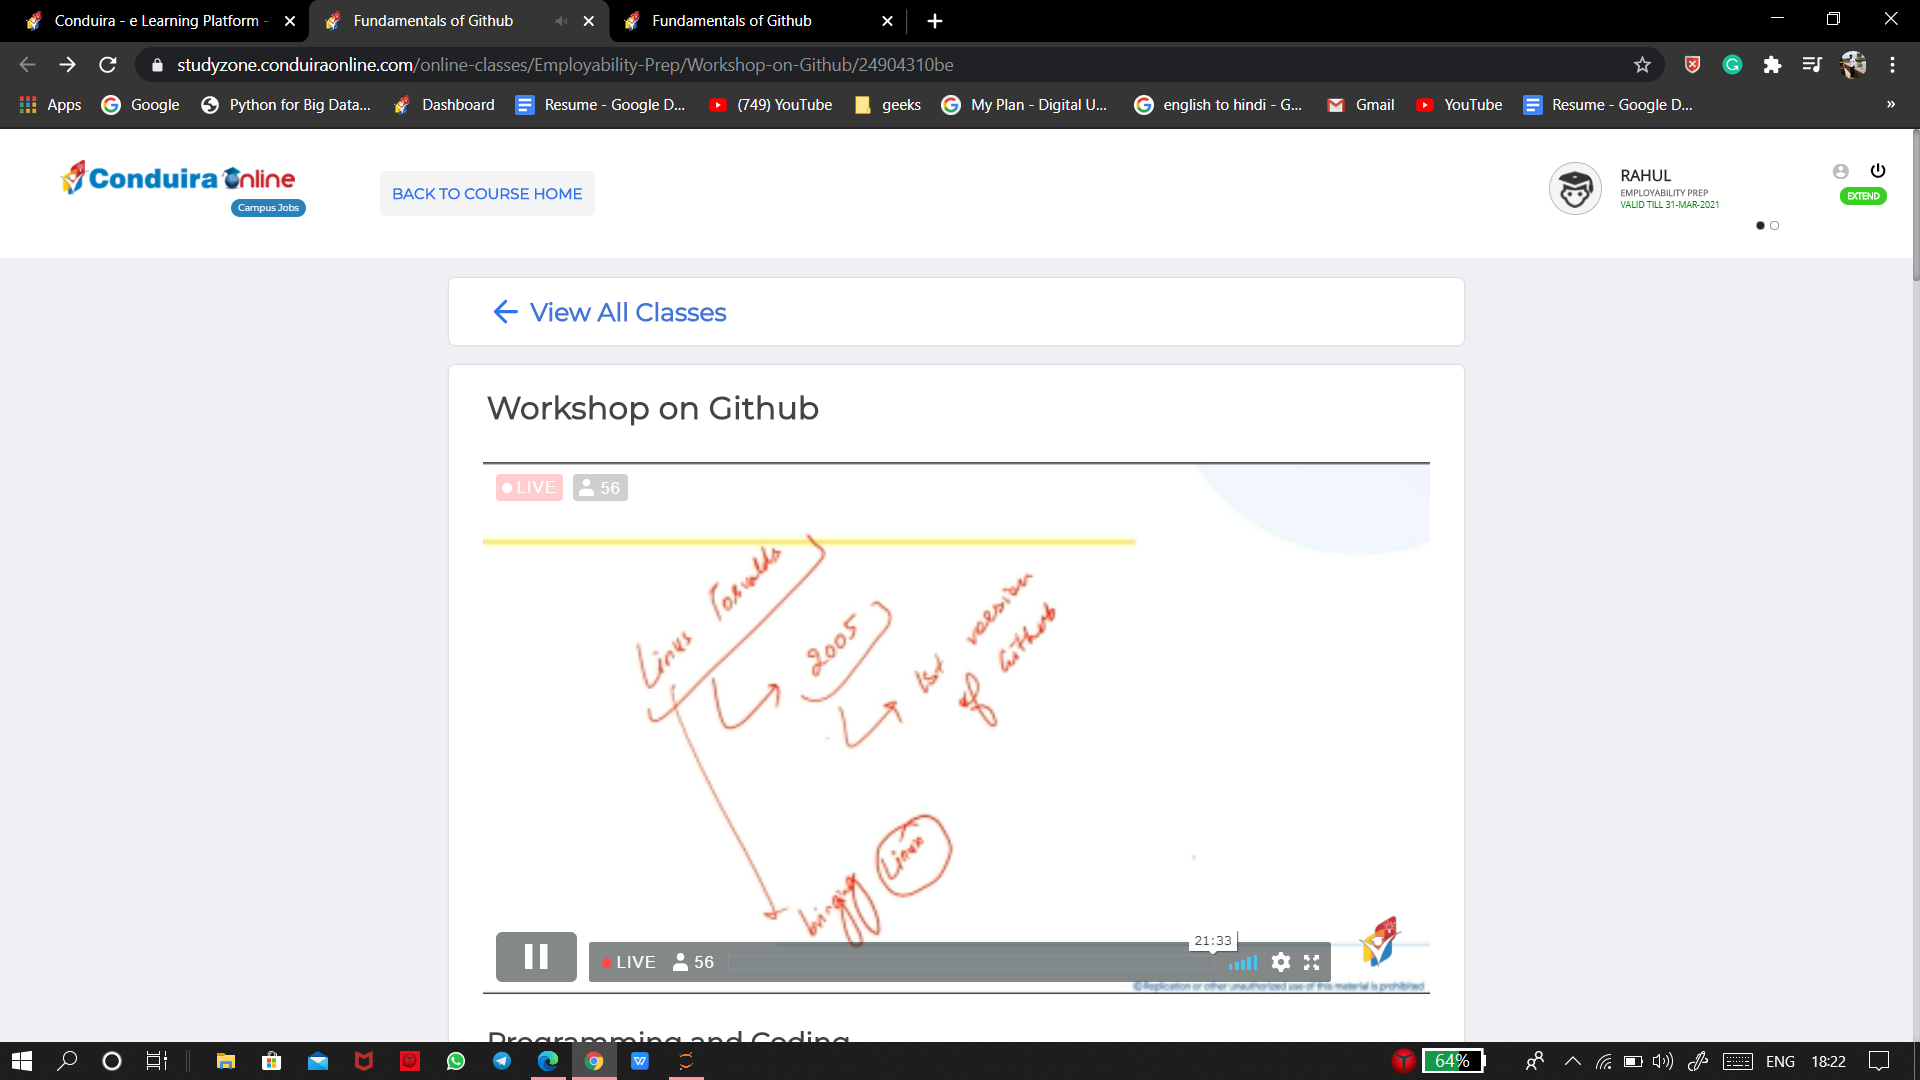 Conduira - e Learning Platform -
Fundamentals of Github
Fundamentals of Github
studyzone.conduiraonline.com/online-classes/Employability-Prep/Workshop-on-Github/24904310be
Apps
Google
Python for Big Data...
Dashboard
Resume - Google D...
(749) YouTube
geeks
My Plan - Digital U...
english to hindi - G...
Gmail
YouTube
Resume - Google D...
»
Conduira Online
Campus Jobs
BACK TO COURSE HOME
RAHUL
EMPLOYABILITY PREP
VALID TILL 31-MAR-2021
EXTEND
View All Classes
Workshop on Github
LIVE
56
Linus Torvalds
2005
1st version
of Github
bringing Linux
21:33
LIVE
56
©Replication or other unauthorized use of this material is prohibited
Programming and Coding
64%
ENG
18:22